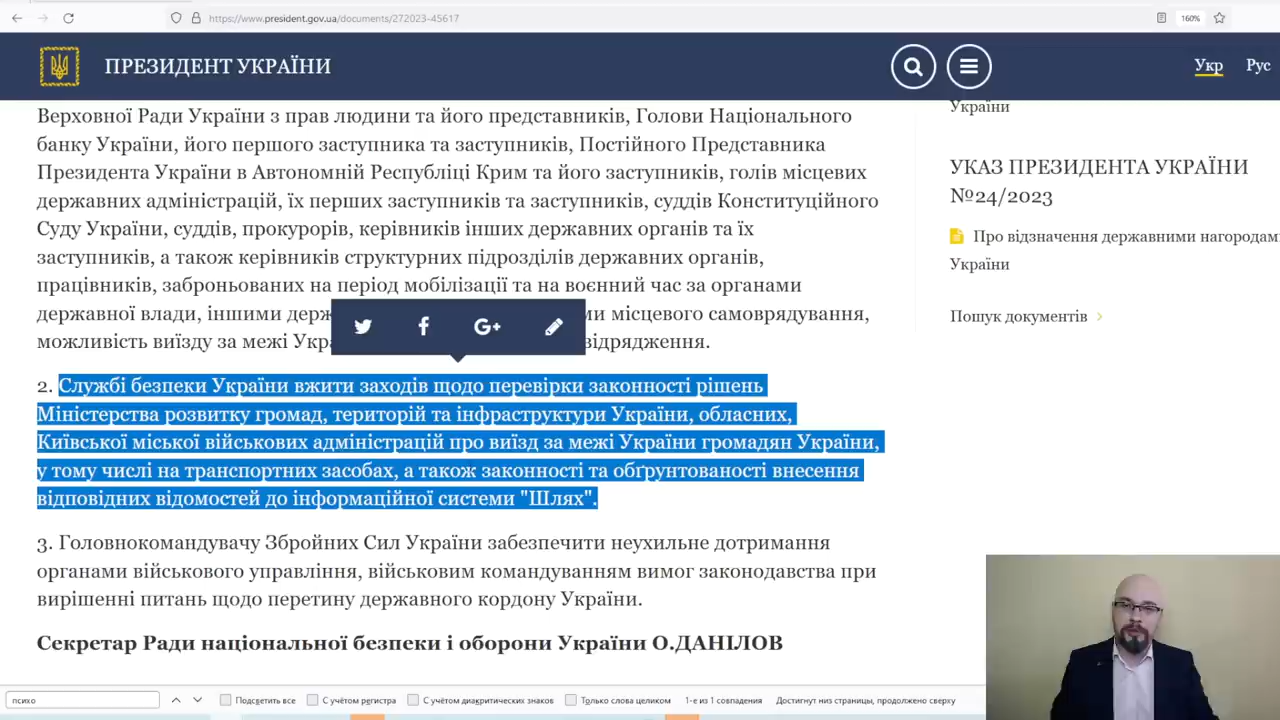 https://www.president.gov.ua/documents/272023-45617
160%
ПРЕЗИДЕНТ УКРАЇНИ
Укр
Рус
Верховної Ради України з прав людини та його представників, Голови Національного
банку України, його першого заступника та заступників, Постійного Представника
Президента України в Автономній Республіці Крим та його заступників, голів місцевих
державних адміністрацій, їх перших заступників та заступників, суддів Конституційного
Суду України, суддів, прокурорів, керівників інших державних органів та їх
заступників, а також керівників структурних підрозділів державних органів,
працівників, заброньованих на період мобілізації та на воєнний час за органами
державної влади, іншими держ ми місцевого самоврядування,
можливість виїзду за межі Укра відрядження.
G+
2. Службі безпеки України вжити заходів щодо перевірки законності рішень
Міністерства розвитку громад, територій та інфраструктури України, обласних,
Київської міської військових адміністрацій про виїзд за межі України громадян України,
у тому числі на транспортних засобах, а також законності та обґрунтованості внесення
відповідних відомостей до інформаційної системи "Шлях".
3. Головнокомандувачу Збройних Сил України забезпечити неухильне дотримання
органами військового управління, військовим командуванням вимог законодавства при
вирішенні питань щодо перетину державного кордону України.
Секретар Ради національної безпеки і оборони України О.ДАНІЛОВ
України
УКАЗ ПРЕЗИДЕНТА УКРАЇНИ
№24/2023
Про відзначення державними нагородами
України
Пошук документів
психо
Подсветить все
С учётом регистра
С учётом диакритических знаков
Только слова целиком
1-е из 1 совпадения
Достигнут низ страницы, продолжено сверху